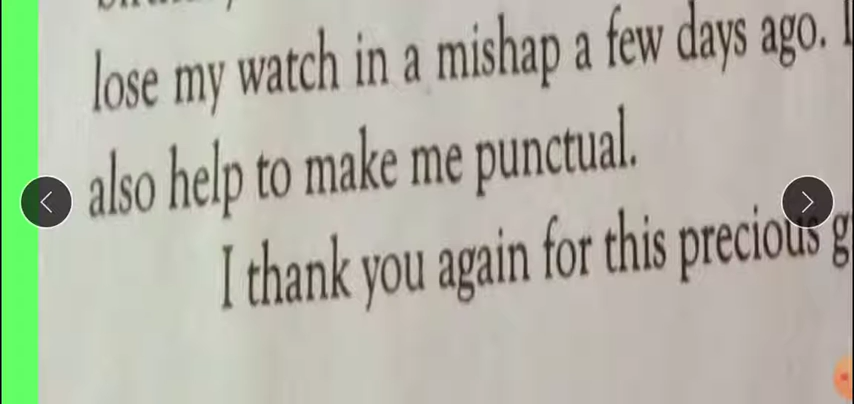 lose my watch in a mishap a few days ago.
also help to make me punctual.
I thank you again for this precious